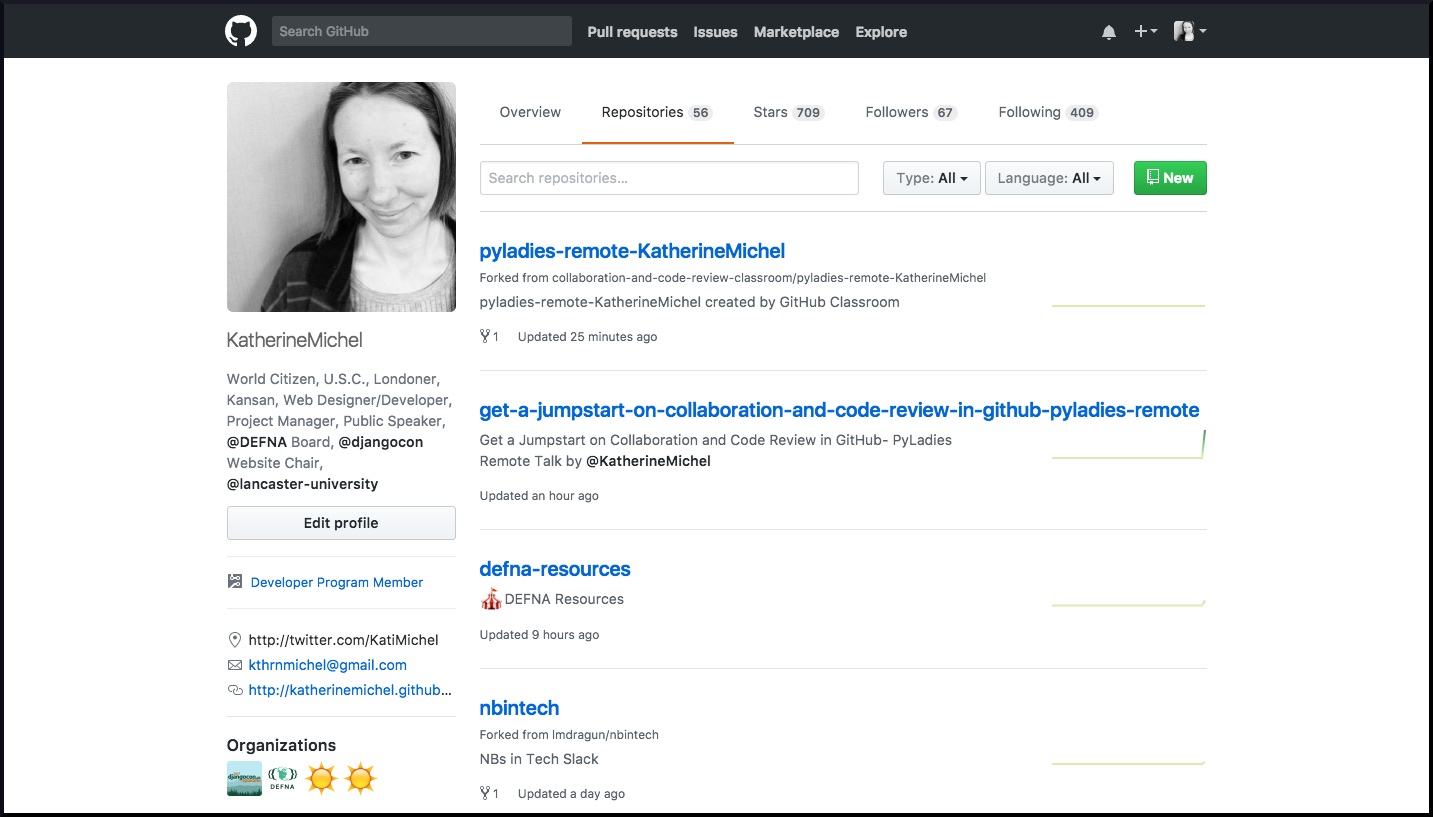 Search GitHub
Pull requests Issues Marketplace Explore
Overview Repositories 56 Stars 709 Followers 67 Following 409
Search repositories...
Type: All Language: All New
KatherineMichel
World Citizen, U.S.C., Londoner,
Kansan, Web Designer/Developer,
Project Manager, Public Speaker,
@DEFNA Board, @djangocon
Website Chair,
@lancaster-university
Edit profile
Developer Program Member
http://twitter.com/KatiMichel
kthrnmichel@gmail.com
http://katherinemichel.github...
Organizations
djangocon
DEFNA
pyladies-remote-KatherineMichel
Forked from collaboration-and-code-review-classroom/pyladies-remote-KatherineMichel
pyladies-remote-KatherineMichel created by GitHub Classroom
1 Updated 25 minutes ago
get-a-jumpstart-on-collaboration-and-code-review-in-github-pyladies-remote
Get a Jumpstart on Collaboration and Code Review in GitHub- PyLadies
Remote Talk by @KatherineMichel
Updated an hour ago
defna-resources
DEFNA Resources
Updated 9 hours ago
nbintech
Forked from lmdragun/nbintech
NBs in Tech Slack
1 Updated a day ago